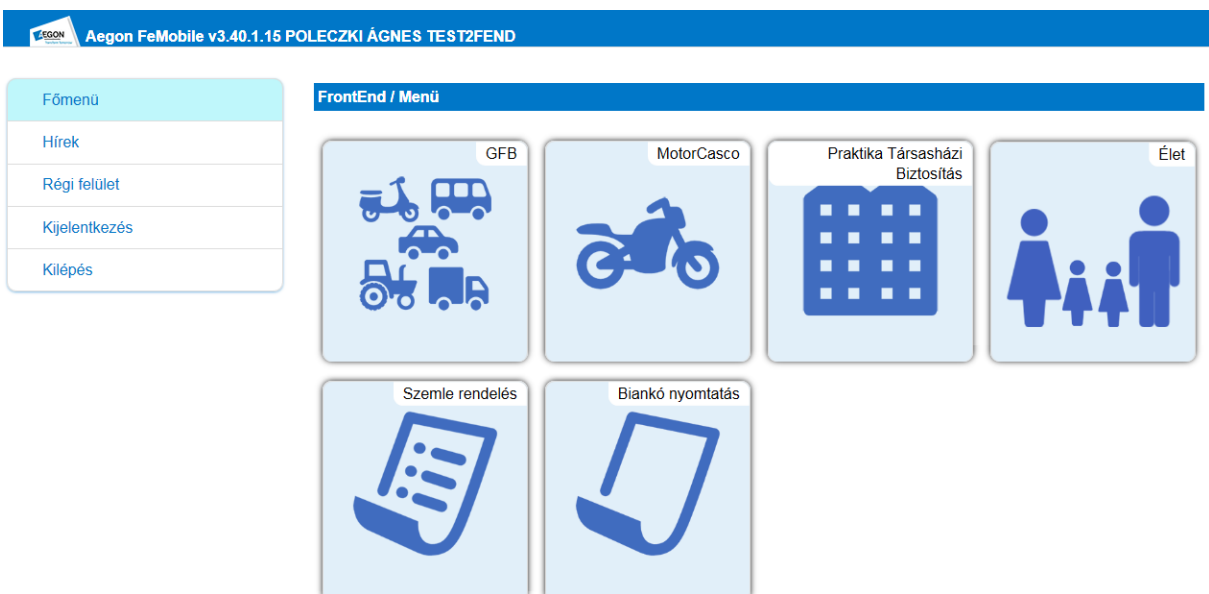 AEGON
Aegon FeMobile v3.40.1.15 POLECZKI ÁGNES TEST2FEND
Főmenü
Hírek
Régi felület
Kijelentkezés
Kilépés
FrontEnd / Menü
GFB
MotorCasco
Praktika Társasházi
Biztosítás
Élet
Szemle rendelés
Biankó nyomtatás